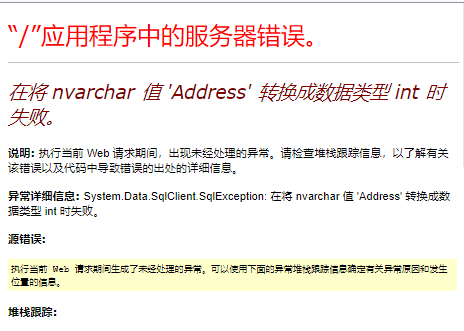 “/”应用程序中的服务器错误。
在将 nvarchar 值 'Address' 转换成数据类型 int 时
失败。
说明: 执行当前 Web 请求期间，出现未经处理的异常。请检查堆栈跟踪信息，以了解有关
该错误以及代码中导致错误的出处的详细信息。
异常详细信息: System.Data.SqlClient.SqlException: 在将 nvarchar 值 'Address' 转换成数
据类型 int 时失败。
源错误:
执行当前 Web 请求期间生成了未经处理的异常。可以使用下面的异常堆栈跟踪信息确定有关异常原因和发生
位置的信息。
堆栈跟踪: